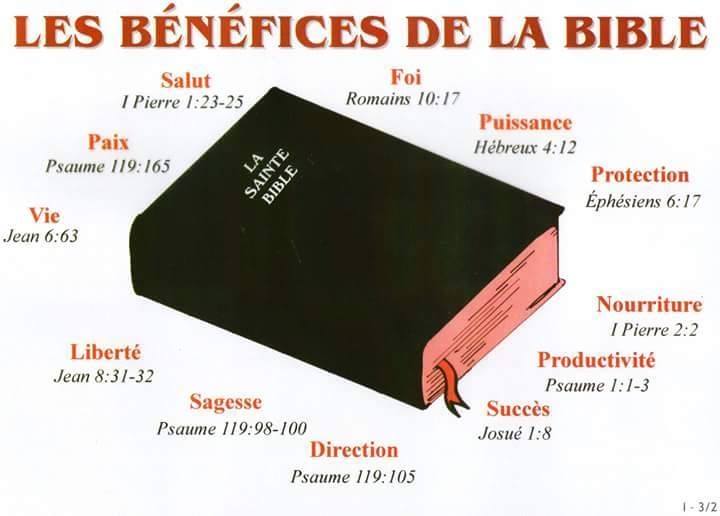 LES BÉNÉFICES DE LA BIBLE
Salut
I Pierre 1:23-25
Foi
Romains 10:17
Puissance
Hébreux 4:12
Protection
Éphésiens 6:17
Nourriture
I Pierre 2:2
Productivité
Psaume 1:1-3
Succès
Josué 1:8
Direction
Psaume 119:105
Sagesse
Psaume 119:98-100
Liberté
Jean 8:31-32
Vie
Jean 6:63
Paix
Psaume 119:165
LA
SAINTE
BIBLE
1 - 3/2